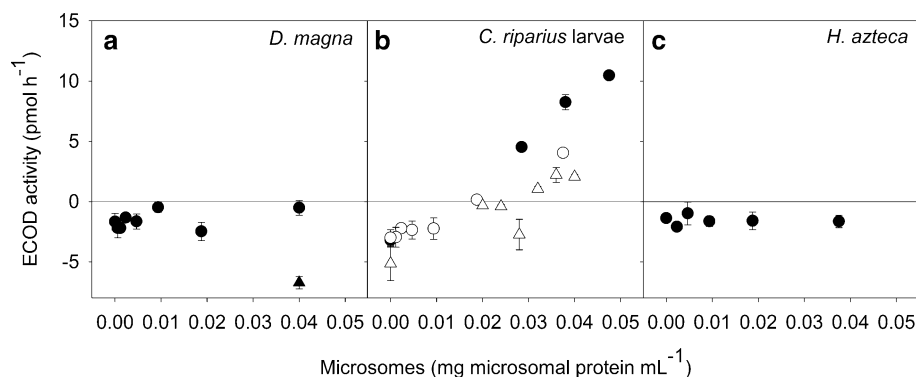 15
10
5
0
-5
ECOD activity (pmol h⁻¹)
a
D. magna
b
C. riparius larvae
c
H. azteca
0.00 0.01 0.02 0.03 0.04 0.05
0.00 0.01 0.02 0.03 0.04 0.05
0.00 0.01 0.02 0.03 0.04 0.05
Microsomes (mg microsomal protein mL⁻¹)